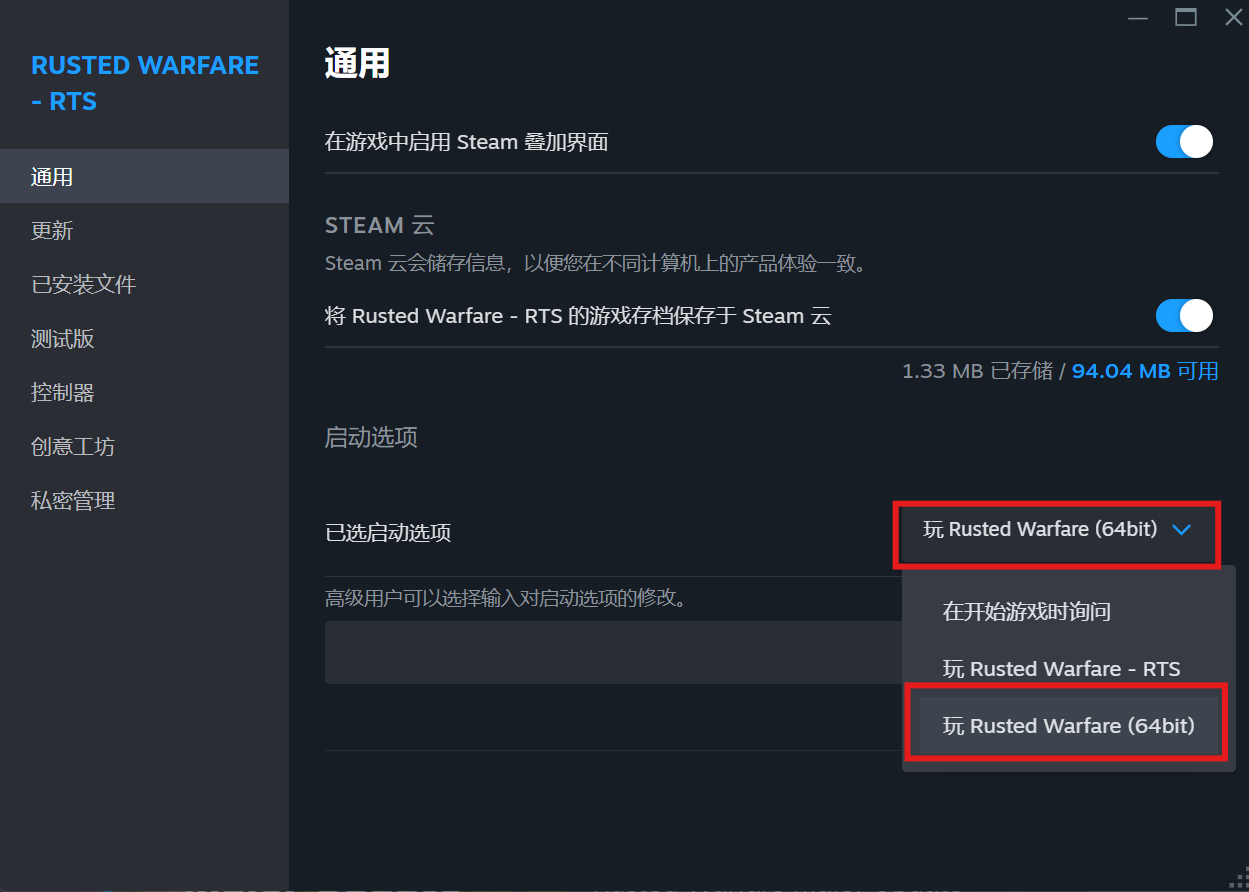 RUSTED WARFARE
- RTS
通用
更新
已安装文件
测试版
控制器
创意工坊
私密管理
通用
在游戏中启用 Steam 叠加界面
STEAM 云
Steam 云会储存信息，以便您在不同计算机上的产品体验一致。
将 Rusted Warfare - RTS 的游戏存档保存于 Steam 云
1.33 MB 已存储 / 94.04 MB 可用
启动选项
已选启动选项
玩 Rusted Warfare (64bit)
高级用户可以选择输入对启动选项的修改。
在开始游戏时询问
玩 Rusted Warfare - RTS
玩 Rusted Warfare (64bit)